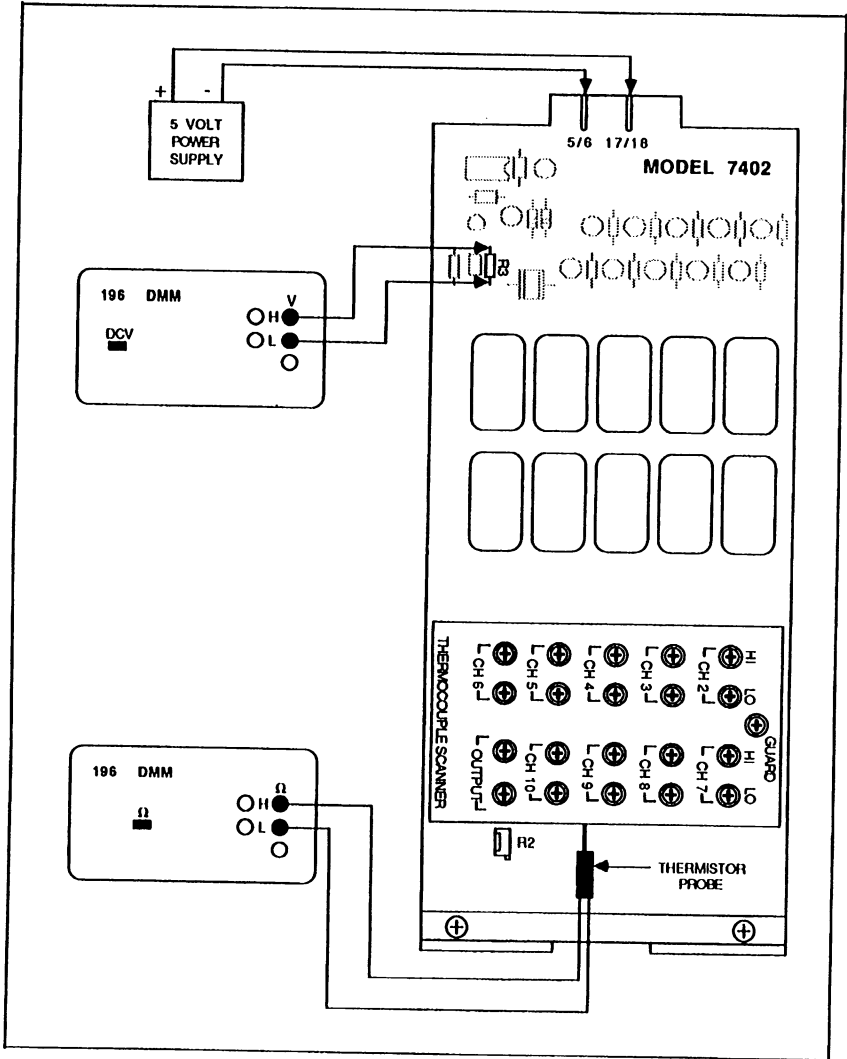 + -
5 VOLT
POWER
SUPPLY
5/6 17/18
MODEL 7402
R3
196 DMM
V
DCV
H
L
THERMOCOUPLE SCANNER
CH 6
CH 5
CH 4
CH 3
CH 2
HI
LO
GUARD
OUTPUT
CH 10
CH 9
CH 8
CH 7
HI
LO
196 DMM
Ω
Ω
H
L
R2
THERMISTOR
PROBE